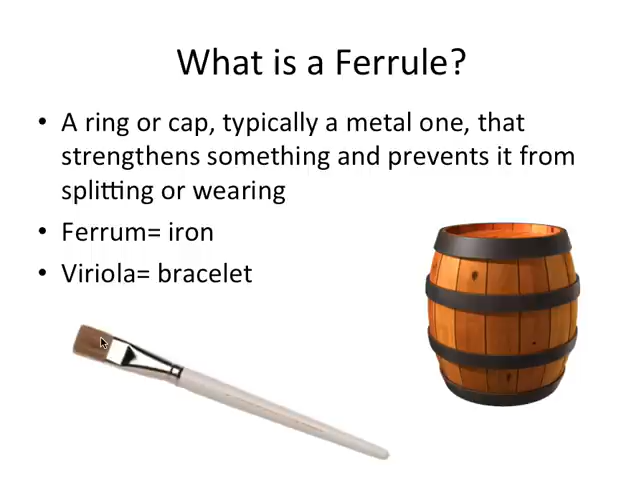 What is a Ferrule?
• A ring or cap, typically a metal one, that
strengthens something and prevents it from
splitting or wearing
• Ferrum= iron
• Viriola= bracelet